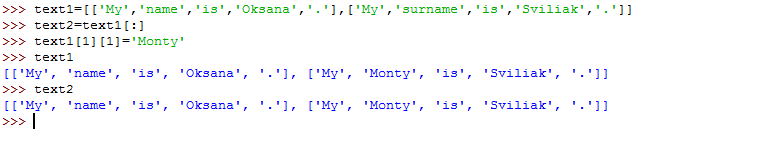 >>> text1=[['My','name','is','Oksana','.'],['My','surname','is','Sviliak','.']]
>>> text2=text1[:]
>>> text1[1][1]='Monty'
>>> text1
[['My', 'name', 'is', 'Oksana', '.'], ['My', 'Monty', 'is', 'Sviliak', '.']]
>>> text2
[['My', 'name', 'is', 'Oksana', '.'], ['My', 'Monty', 'is', 'Sviliak', '.']]
>>>